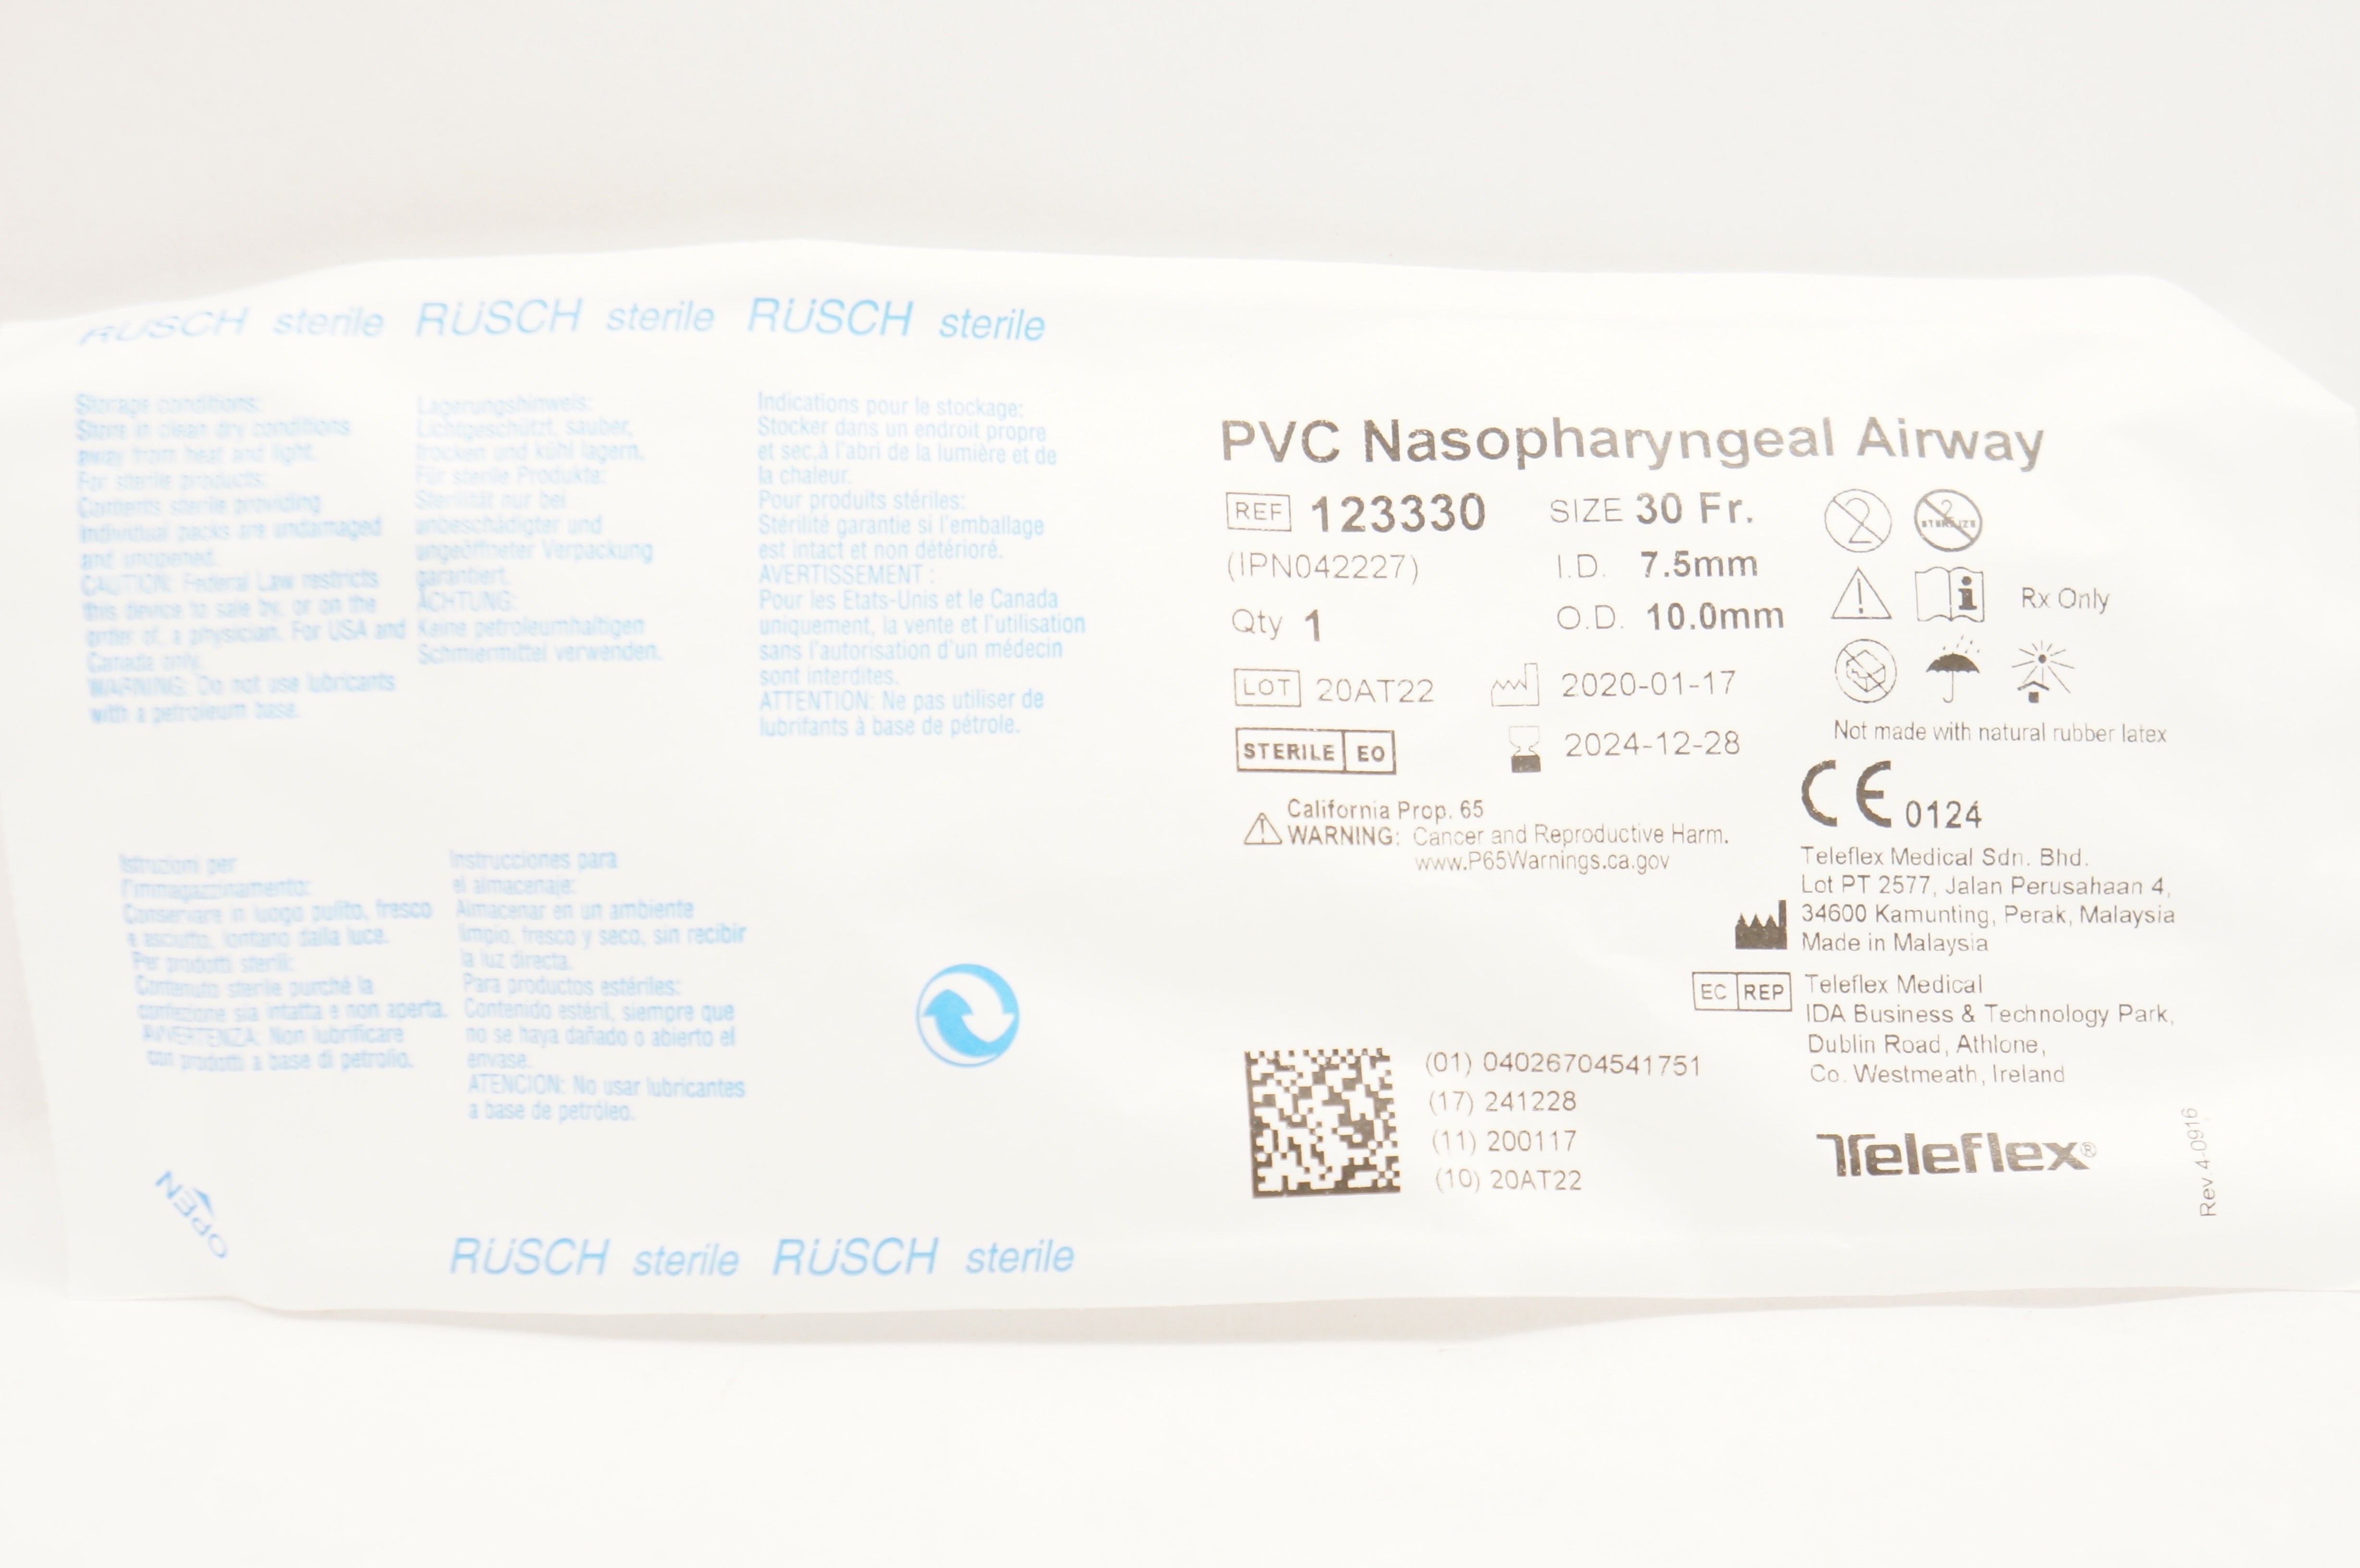 RÜSCH sterile RÜSCH sterile RÜSCH sterile
Storage conditions:
Store in clean dry conditions
away from heat and light.
For sterile products:
Contents sterile providing
individual packs are undamaged
and unopened.
CAUTION: Federal Law restricts
this device to sale by, or on the
order of, a physician. For USA and
Canada only.
WARNING: Do not use lubricants
with a petroleum base.
Lagerungshinweis:
Lichtgeschützt, sauber,
trocken und kühl lagern.
Für sterile Produkte:
Sterilität nur bei
unbeschädigter und
ungeöffneter Verpackung
garantiert.
ACHTUNG:
Keine petroleumhaltigen
Schmiermittel verwenden.
Indications pour le stockage:
Stocker dans un endroit propre
et sec,à l'abri de la lumière et de
la chaleur.
Pour produits stériles:
Stérilité garantie si l'emballage
est intact et non détérioré.
AVERTISSEMENT :
Pour les Etats-Unis et le Canada
uniquement, la vente et l'utilisation
sans l'autorisation d'un médecin
sont interdites.
ATTENTION: Ne pas utiliser de
lubrifants à base de pétrole.
Istruzioni per
l'immagazzinamento:
Conservare in luogo pulito, fresco
e asciutto, lontano dalla luce.
Per prodotti sterili:
Contenuto sterile purché la
confezione sia intatta e non aperta.
AVVERTENZA: Non lubrificare
con prodotti a base di petrolio.
Instrucciones para
el almacenaje:
Almacenar en un ambiente
limpio, fresco y seco, sin recibir
la luz directa.
Para productos estériles:
Contenido estéril, siempre que
no se haya dañado o abierto el
envase.
ATENCION: No usar lubricantes
a base de petróleo.
OPEN
RÜSCH sterile RÜSCH sterile
PVC Nasopharyngeal Airway
REF 123330 SIZE 30 Fr.
(IPN042227) I.D. 7.5mm
Qty 1 O.D. 10.0mm
LOT 20AT22 2020-01-17
STERILE EO 2024-12-28
California Prop. 65
WARNING: Cancer and Reproductive Harm.
www.P65Warnings.ca.gov
2 2
STERILIZE
Rx Only
Not made with natural rubber latex
CE 0124
Teleflex Medical Sdn. Bhd.
Lot PT 2577, Jalan Perusahaan 4,
34600 Kamunting, Perak, Malaysia
Made in Malaysia
EC REP Teleflex Medical
IDA Business & Technology Park,
Dublin Road, Athlone,
Co. Westmeath, Ireland
(01) 04026704541751
(17) 241228
(11) 200117
(10) 20AT22
Teleflex®
Rev 4-0916